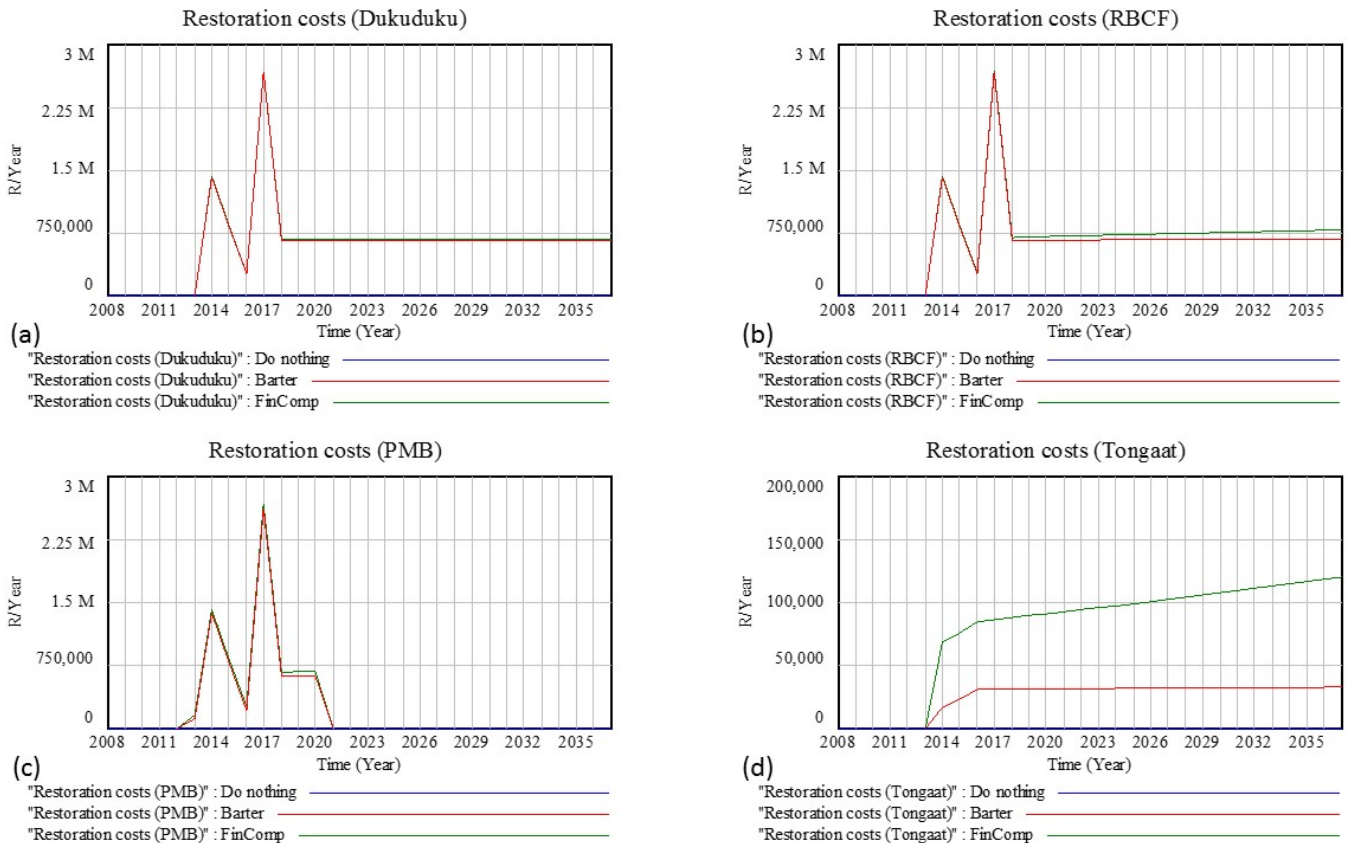 Restoration costs (Dukuduku)
3 M
2.25 M
1.5 M
750,000
0
R/Year
2008 2011 2014 2017 2020 2023 2026 2029 2032 2035
Time (Year)
(a)
"Restoration costs (Dukuduku)" : Do nothing
"Restoration costs (Dukuduku)" : Barter
"Restoration costs (Dukuduku)" : FinComp
Restoration costs (RBCF)
3 M
2.25 M
1.5 M
750,000
0
R/Year
2008 2011 2014 2017 2020 2023 2026 2029 2032 2035
Time (Year)
(b)
"Restoration costs (RBCF)" : Do nothing
"Restoration costs (RBCF)" : Barter
"Restoration costs (RBCF)" : FinComp
Restoration costs (PMB)
3 M
2.25 M
1.5 M
750,000
0
R/Year
2008 2011 2014 2017 2020 2023 2026 2029 2032 2035
Time (Year)
(c)
"Restoration costs (PMB)" : Do nothing
"Restoration costs (PMB)" : Barter
"Restoration costs (PMB)" : FinComp
Restoration costs (Tongaat)
200,000
150,000
100,000
50,000
0
R/Year
2008 2011 2014 2017 2020 2023 2026 2029 2032 2035
Time (Year)
(d)
"Restoration costs (Tongaat)" : Do nothing
"Restoration costs (Tongaat)" : Barter
"Restoration costs (Tongaat)" : FinComp